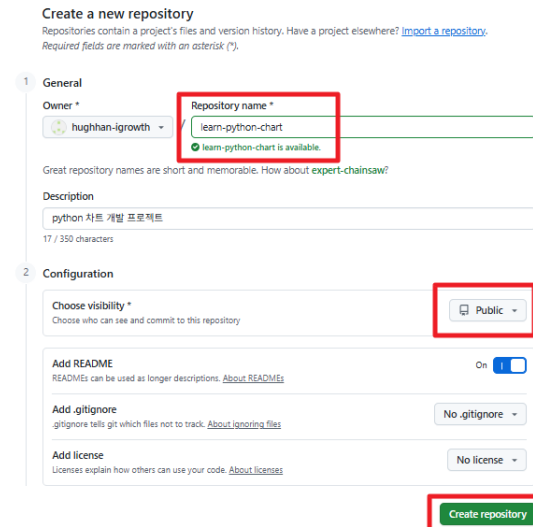 Create a new repository
Repositories contain a project's files and version history. Have a project elsewhere? Import a repository.
Required fields are marked with an asterisk (*).
1 General
Owner * Repository name *
hughhan-igrowth / learn-python-chart
learn-python-chart is available.
Great repository names are short and memorable. How about expert-chainsaw?
Description
python 차트 개발 프로젝트
17 / 350 characters
2 Configuration
Choose visibility * Public
Choose who can see and commit to this repository
Add README On
READMEs can be used as longer descriptions. About READMEs
Add .gitignore No .gitignore
.gitignore tells git which files not to track. About ignoring files
Add license No license
Licenses explain how others can use your code. About licenses
Create repository